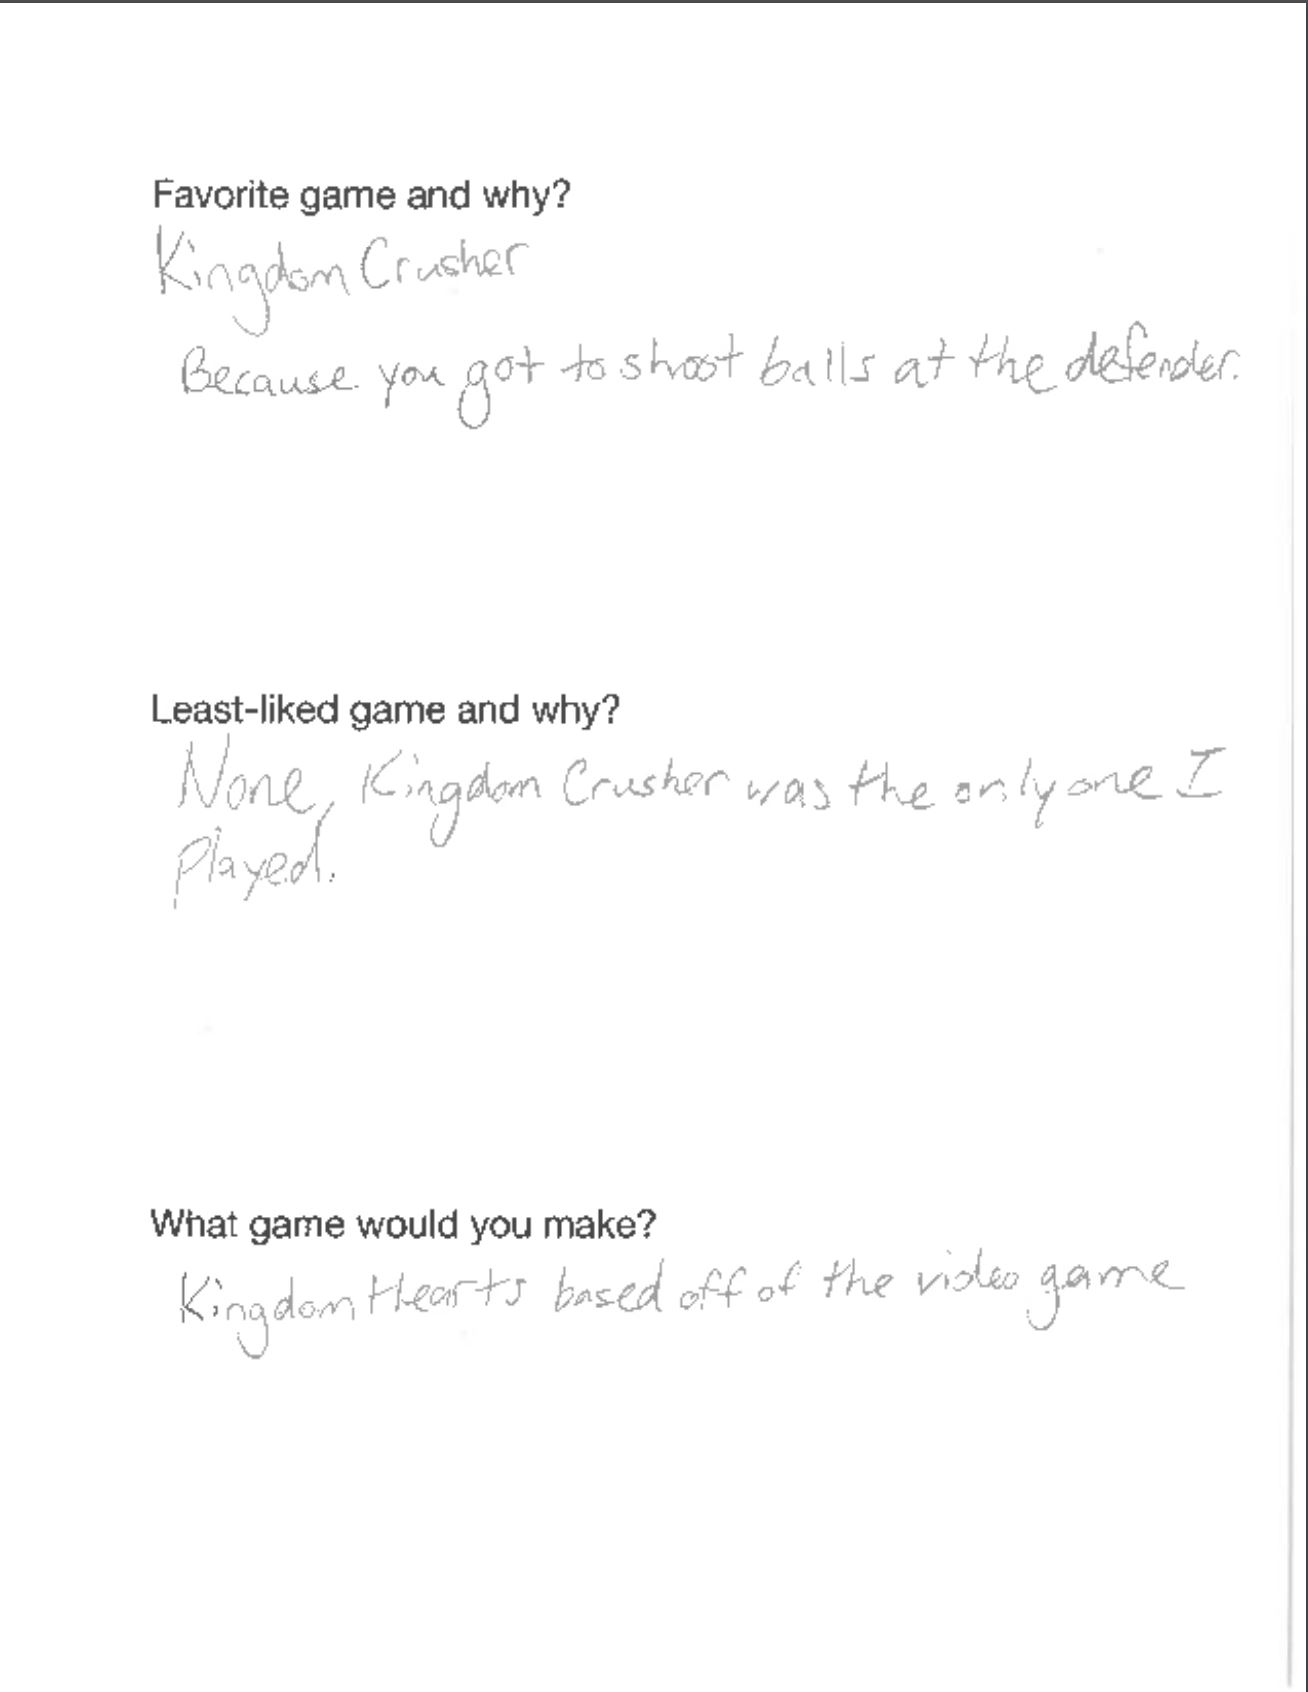 Favorite game and why?
Kingdom Crusher
Because you got to shoot balls at the defender.
Least-liked game and why?
None, Kingdom Crusher was the only one I
played.
What game would you make?
Kingdom Hearts based off of the video game